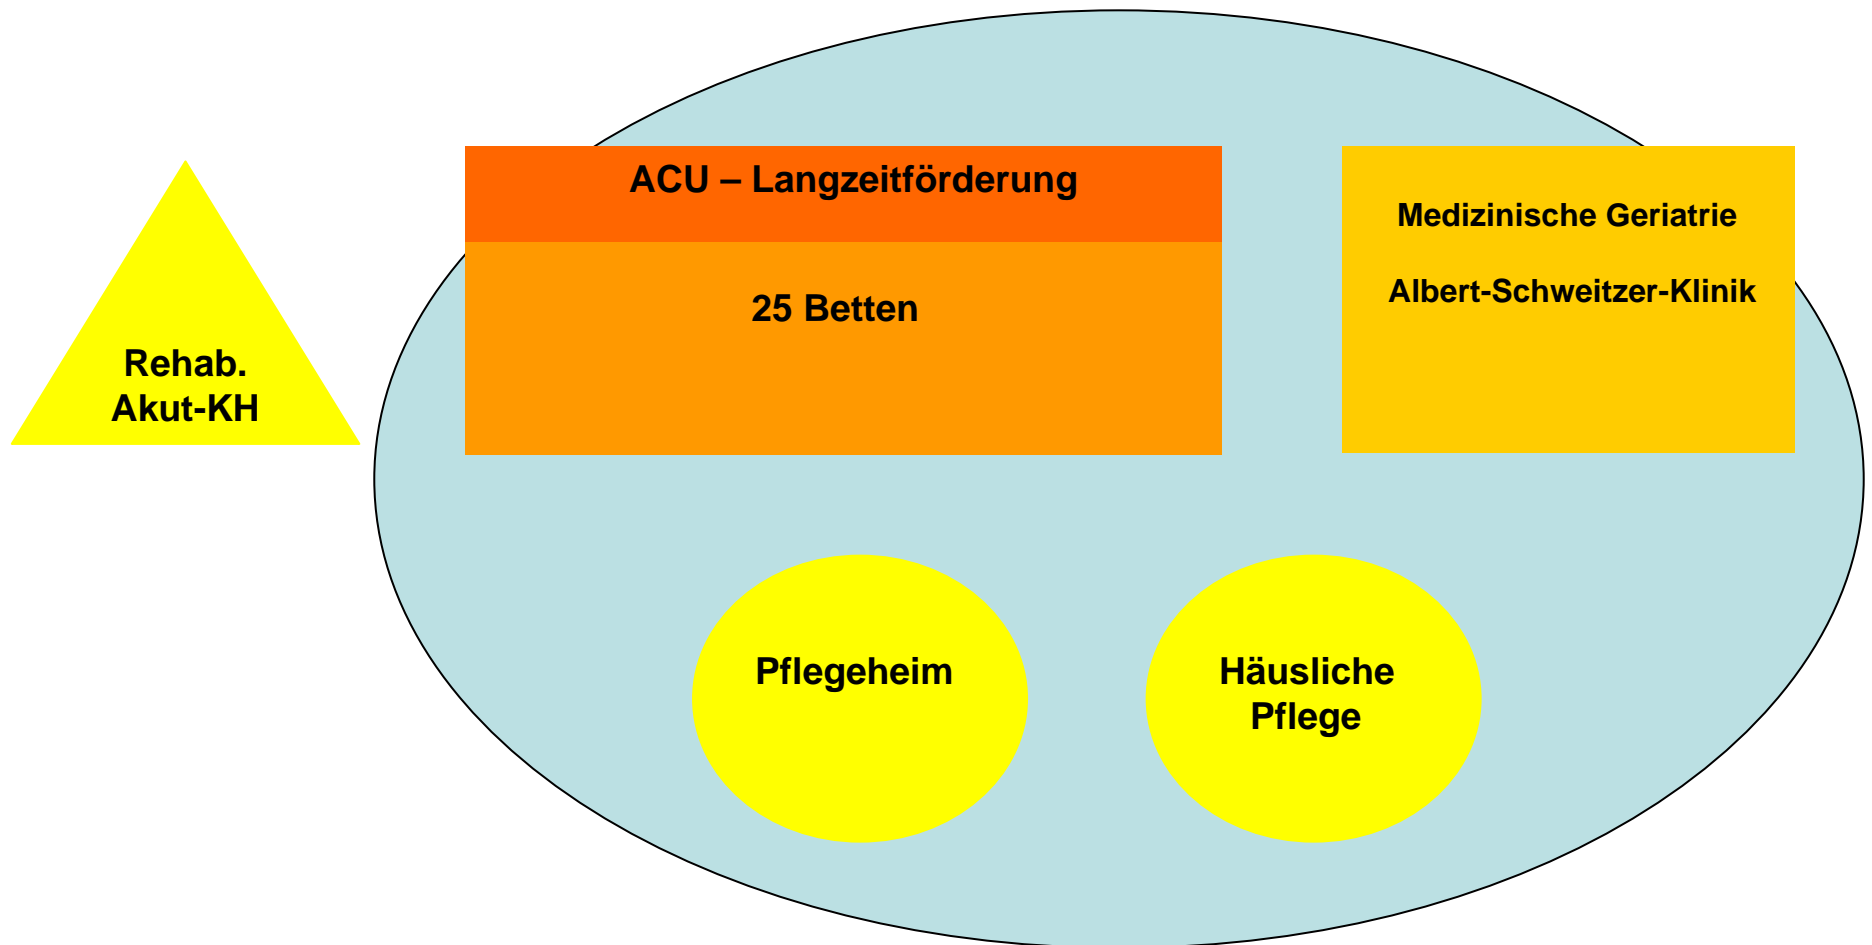 ACU – Langzeitförderung
25 Betten
Medizinische Geriatrie
Albert-Schweitzer-Klinik
Rehab.
Akut-KH
Pflegeheim
Häusliche
Pflege